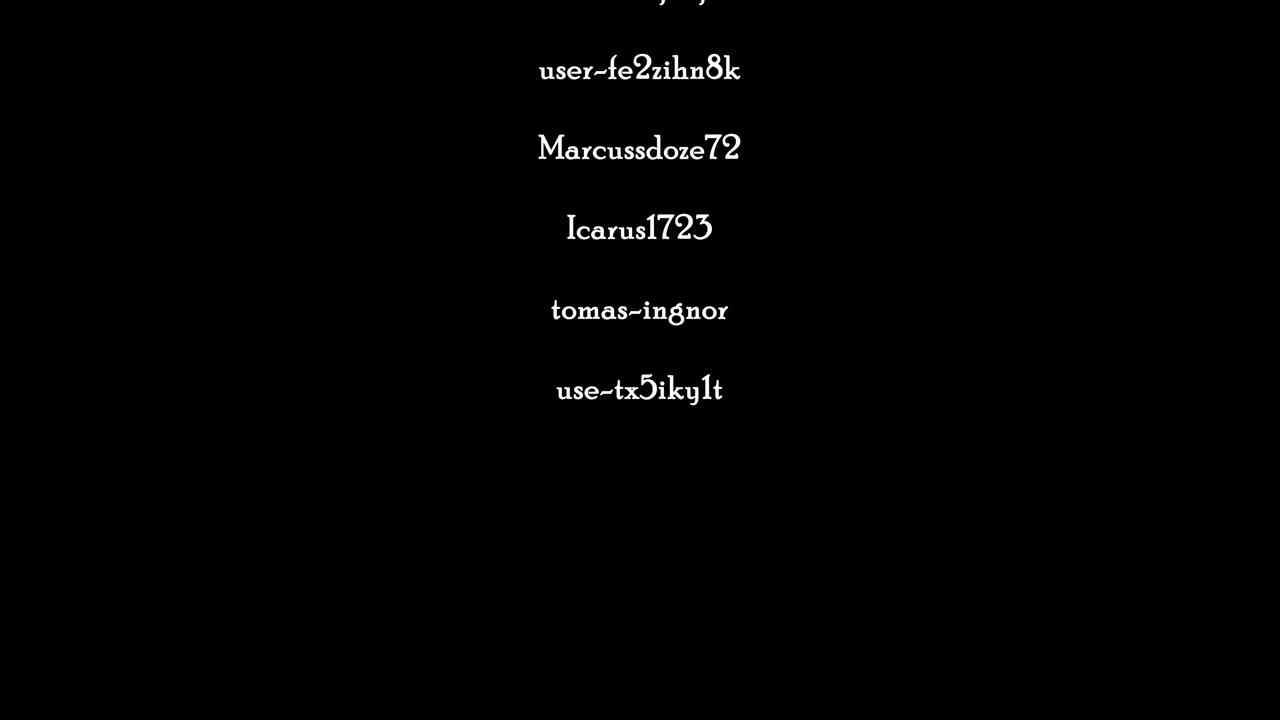 user-fe2zihn8k
Marcussdoze72
Icarus1723
tomas-ingnor
use-tx5iky1t